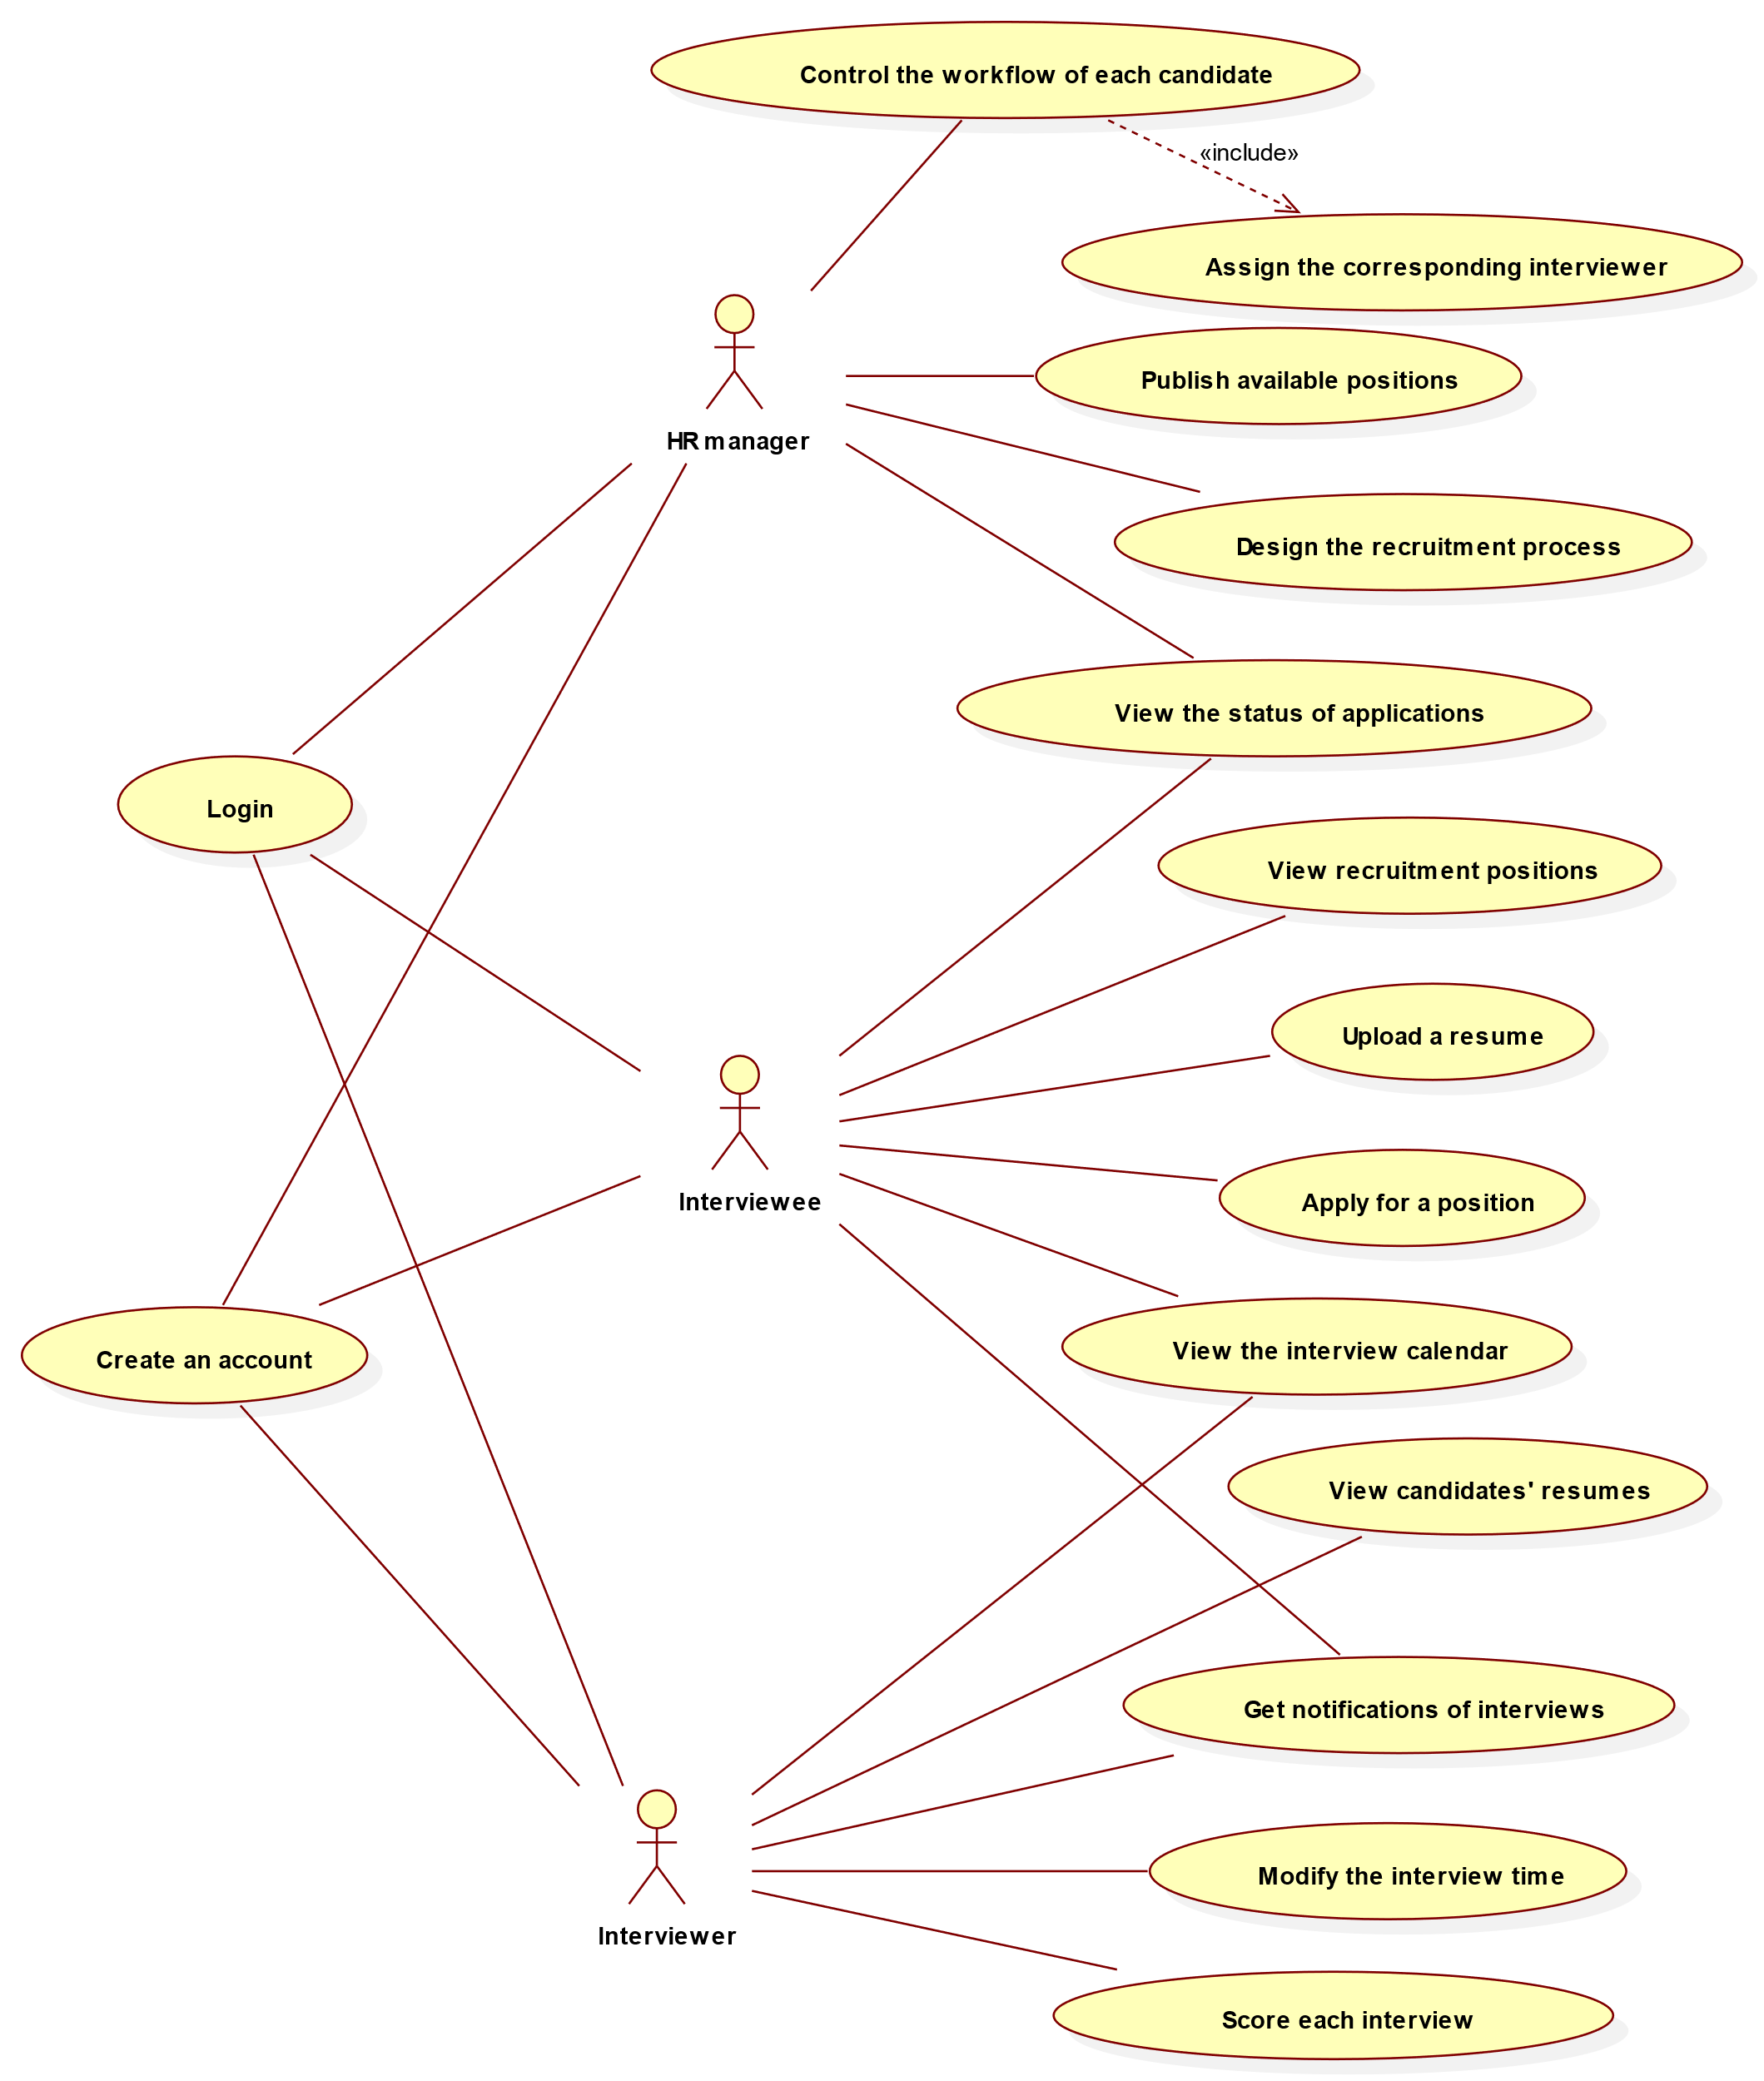 Control the workflow of each candidate
«include»
Assign the corresponding interviewer
Publish available positions
HR manager
Design the recruitment process
View the status of applications
Login
View recruitment positions
Upload a resume
Interviewee
Apply for a position
View the interview calendar
Create an account
View candidates' resumes
Get notifications of interviews
Modify the interview time
Interviewer
Score each interview